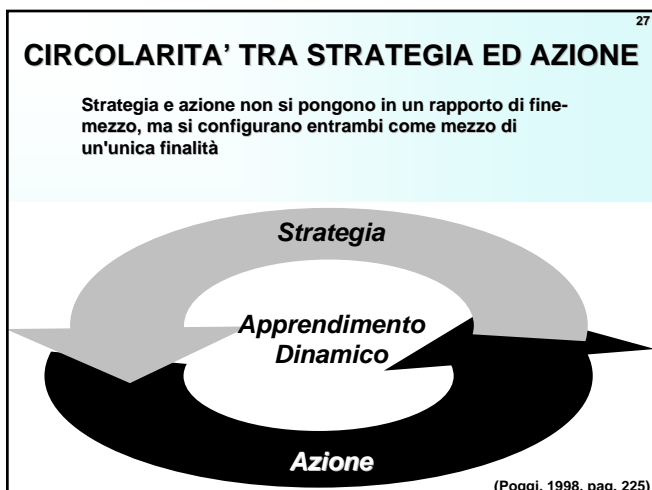 27
CIRCOLARITA’ TRA STRATEGIA ED AZIONE
Strategia e azione non si pongono in un rapporto di fine-
mezzo, ma si configurano entrambi come mezzo di
un'unica finalità
Strategia
Apprendimento
Dinamico
Azione
(Poggi, 1998, pag. 225)